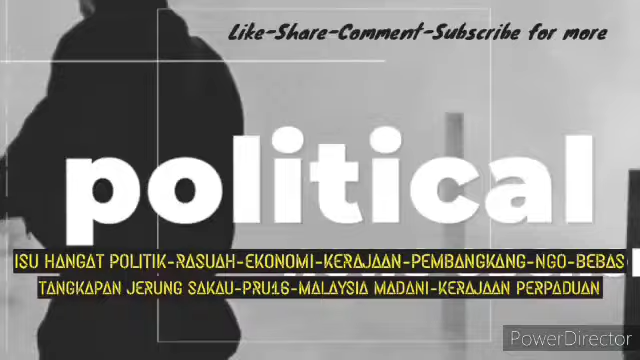 Like-Share-Comment-Subscribe for more
political
ISU HANGAT POLITIK-RASUAH-EKONOMI-KERAJAAN-PEMBANGKANG-NGO-BEBAS
TANGKAPAN JERUNG SAKAU-PRU16-MALAYSIA MADANI-KERAJAAN PERPADUAN
PowerDirector